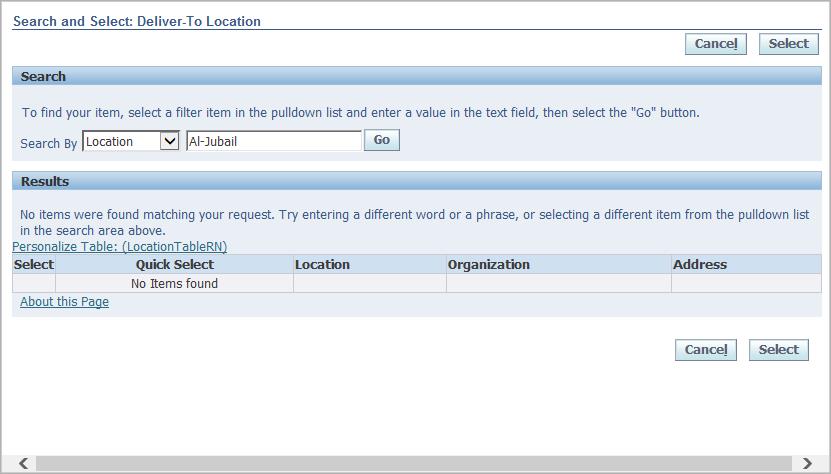 Search and Select: Deliver-To Location
Cancel Select
Search
To find your item, select a filter item in the pulldown list and enter a value in the text field, then select the "Go" button.
Search By Location Al-Jubail Go
Results
No items were found matching your request. Try entering a different word or a phrase, or selecting a different item from the pulldown list
in the search area above.
Personalize Table: (LocationTableRN)
Select Quick Select Location Organization Address
No Items found
About this Page
Cancel Select